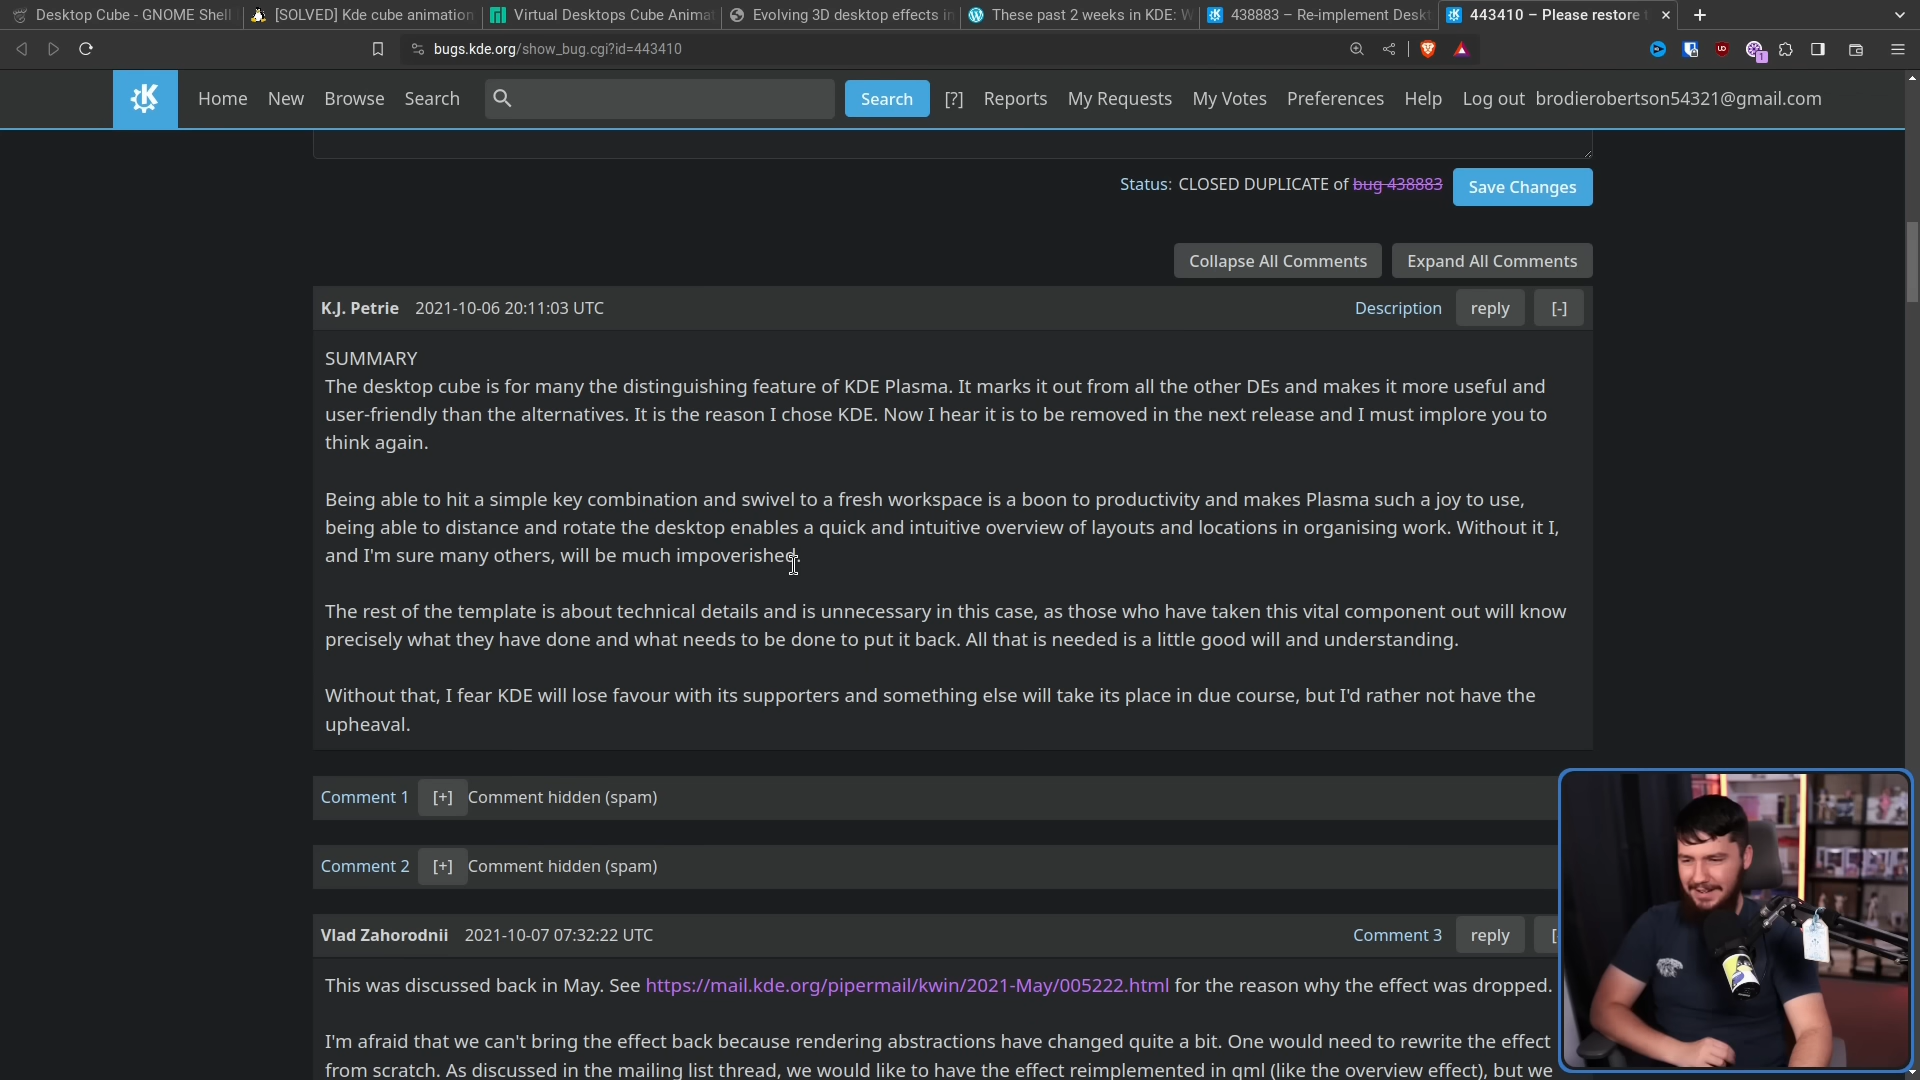 Desktop Cube - GNOME Shell
[SOLVED] Kde cube animation
Virtual Desktops Cube Anima
Evolving 3D desktop effects in
These past 2 weeks in KDE: W
438883 – Re-implement Deskt
443410 – Please restore
bugs.kde.org/show_bug.cgi?id=443410
Home New Browse Search Search [?] Reports My Requests My Votes Preferences Help Log out brodierobertson54321@gmail.com
Status: CLOSED DUPLICATE of bug 438883 Save Changes
Collapse All Comments Expand All Comments
K.J. Petrie 2021-10-06 20:11:03 UTC Description reply [-]
SUMMARY
The desktop cube is for many the distinguishing feature of KDE Plasma. It marks it out from all the other DEs and makes it more useful and
user-friendly than the alternatives. It is the reason I chose KDE. Now I hear it is to be removed in the next release and I must implore you to
think again.
Being able to hit a simple key combination and swivel to a fresh workspace is a boon to productivity and makes Plasma such a joy to use,
being able to distance and rotate the desktop enables a quick and intuitive overview of layouts and locations in organising work. Without it I,
and I'm sure many others, will be much impoverished.
The rest of the template is about technical details and is unnecessary in this case, as those who have taken this vital component out will know
precisely what they have done and what needs to be done to put it back. All that is needed is a little good will and understanding.
Without that, I fear KDE will lose favour with its supporters and something else will take its place in due course, but I'd rather not have the
upheaval.
Comment 1 [+] Comment hidden (spam)
Comment 2 [+] Comment hidden (spam)
Vlad Zahorodnii 2021-10-07 07:32:22 UTC Comment 3 reply [-
This was discussed back in May. See https://mail.kde.org/pipermail/kwin/2021-May/005222.html for the reason why the effect was dropped.
I'm afraid that we can't bring the effect back because rendering abstractions have changed quite a bit. One would need to rewrite the effect
from scratch. As discussed in the mailing list thread, we would like to have the effect reimplemented in qml (like the overview effect), but we